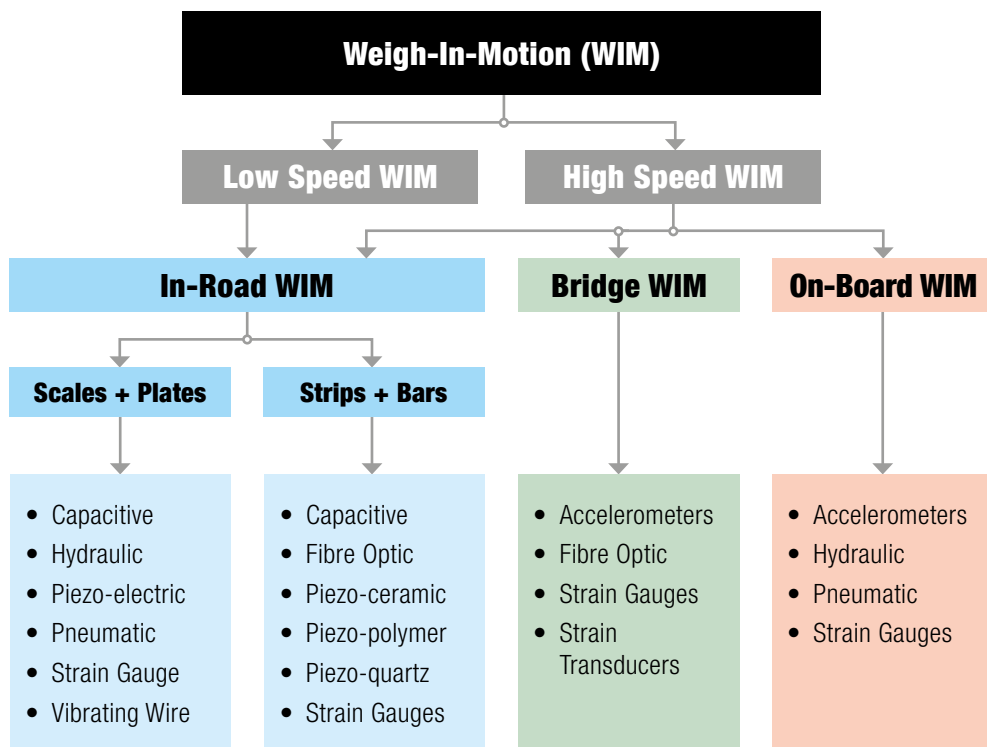 Weigh-In-Motion (WIM)
Low Speed WIM
High Speed WIM
In-Road WIM
Bridge WIM
On-Board WIM
Scales + Plates
Strips + Bars
• Capacitive
• Hydraulic
• Piezo-electric
• Pneumatic
• Strain Gauge
• Vibrating Wire
• Capacitive
• Fibre Optic
• Piezo-ceramic
• Piezo-polymer
• Piezo-quartz
• Strain Gauges
• Accelerometers
• Fibre Optic
• Strain Gauges
• Strain
Transducers
• Accelerometers
• Hydraulic
• Pneumatic
• Strain Gauges